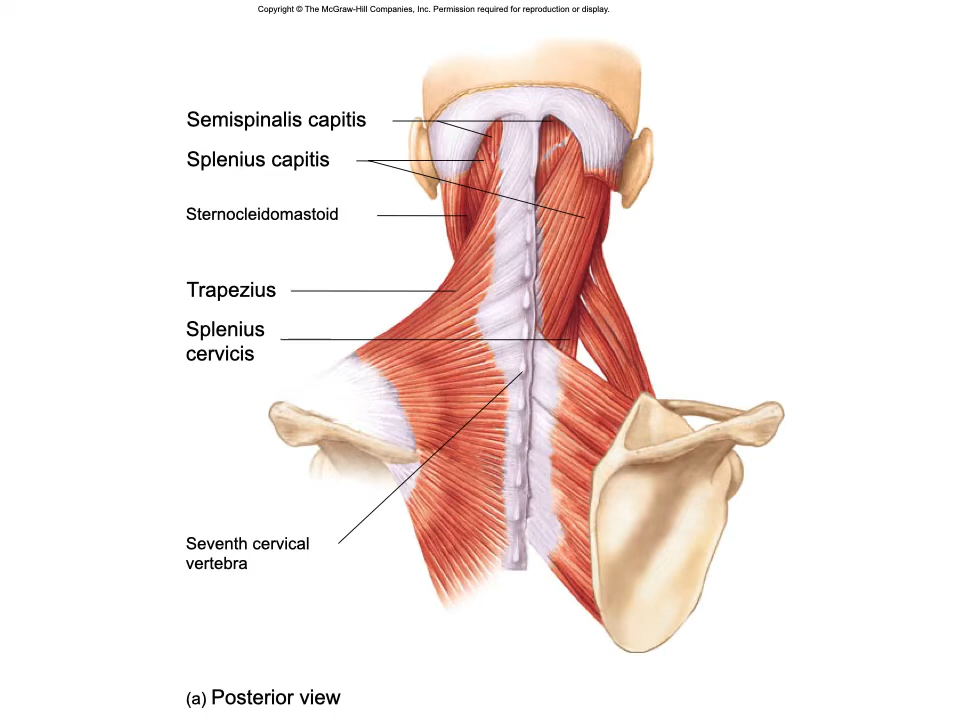 Copyright © The McGraw-Hill Companies, Inc. Permission required for reproduction or display.
Semispinalis capitis
Splenius capitis
Sternocleidomastoid
Trapezius
Splenius
cervicis
Seventh cervical
vertebra
(a) Posterior view